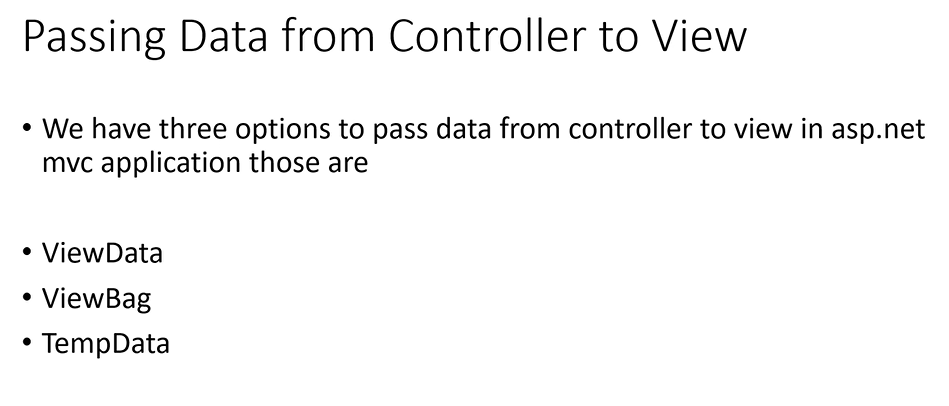 Passing Data from Controller to View
• We have three options to pass data from controller to view in asp.net
mvc application those are
• ViewData
• ViewBag
• TempData